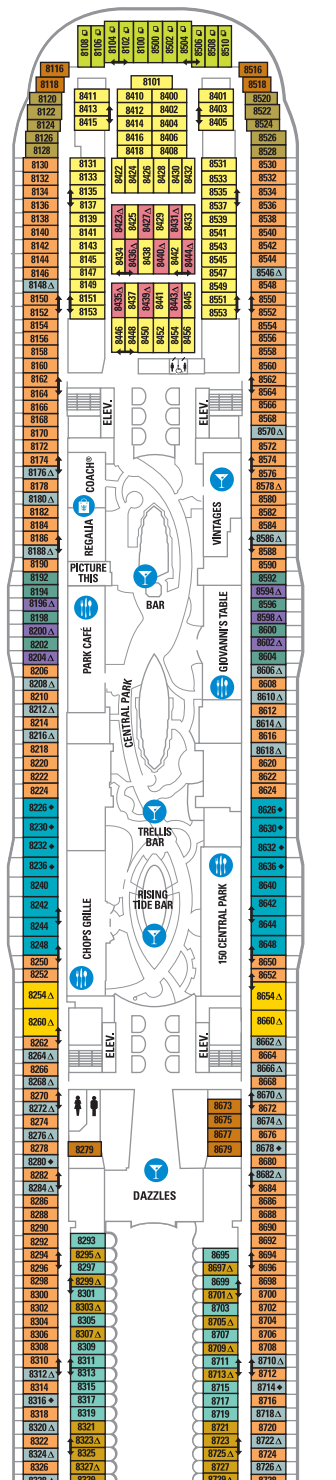 8108 8106 8104 8102 8100 8500 8502 8504 8506 8508 8510
8116 8516
8118 8101 8518
8120 8411 8410 8400 8401 8520
8122 8413 8412 8402 8403 8522
8124 8415 8414 8404 8405 8524
8126 8416 8406 8526
8128 8418 8408 8528
8130 8131 8531 8530
8132 8133 8422 8424 8426 8428 8430 8432 8533 8532
8134 8135 8535 8534
8136 8137 8537 8536
8138 8139 8423△ 8425 8427△ 8429 8431△ 8433 8539 8538
8140 8141 8541 8540
8142 8143 8434 8436△ 8438 8440△ 8442 8444△ 8543 8542
8144 8145 8545 8544
8146 8147 8547 8546△
8148△ 8149 8435△ 8437 8439△ 8441 8443△ 8445 8549 8548
8150 8151 8551 8550
8152 8153 8553 8552
8154 8446 8448 8450 8452 8454 8456 8554
8156 8556
8158 8558
8160 8560
8162 8562
8164 8564
8166 ELEV. ELEV. 8566
8168 8568
8170 8570△
8172 8572
8174 8574
8176△ REGALIA COACH® VINTAGES 8576
8178 8578△
8180△ 8580
8182 8582
8184 8584
8186 8586△
8188△ 8588
8190 PICTURE 8590
8192 THIS 8592
8194 BAR 8594△
8196△ PARK CAFÉ GIOVANNI'S TABLE 8596
8198 8598△
8200△ 8600
8202 8602△
8204△ 8604
8206 CENTRAL PARK 8606△
8208△ 8608
8210 8610△
8212△ 8612
8214 8614△
8216△ 8616
8218 8618△
8220 8620
8222 8622
8224 8624
8226◆ 8626◆
8230◆ TRELLIS 8630◆
8232◆ BAR 8632◆
8236◆ 8636◆
8240 RISING 8640
8242 TIDE BAR 8642
8244 CHOPS GRILLE 150 CENTRAL PARK 8644
8248 8648
8250 8650
8252 8652
8254△ 8654△
8260△ 8660△
8262 ELEV. ELEV. 8662△
8264△ 8664
8266 8666△
8268△ 8668
8270 8670△
8272△ 8673 8672
8274 8675 8674△
8276△ 8677 8676
8278 8279 8679 8678◆
8280◆ 8680
8282 DAZZLES 8682△
8284△ 8684
8286 8686
8288 8688
8290 8690
8292 8293 8692
8294 8295△ 8695 8694
8296 8297 8697△ 8696
8298 8299△ 8699 8698
8300 8301 8701△ 8700
8302 8303△ 8703 8702
8304 8305 8705△ 8704
8306 8307△ 8707 8706
8308 8309 8709△ 8708
8310 8311 8711 8710△
8312△ 8313 8713△ 8712
8314 8315 8715 8714◆
8316◆ 8317 8717 8716
8318 8319 8719 8718△
8320△ 8321 8721 8720
8322 8323△ 8723 8722△
8324△ 8325 8725△ 8724
8326 8327△ 8727 8726△